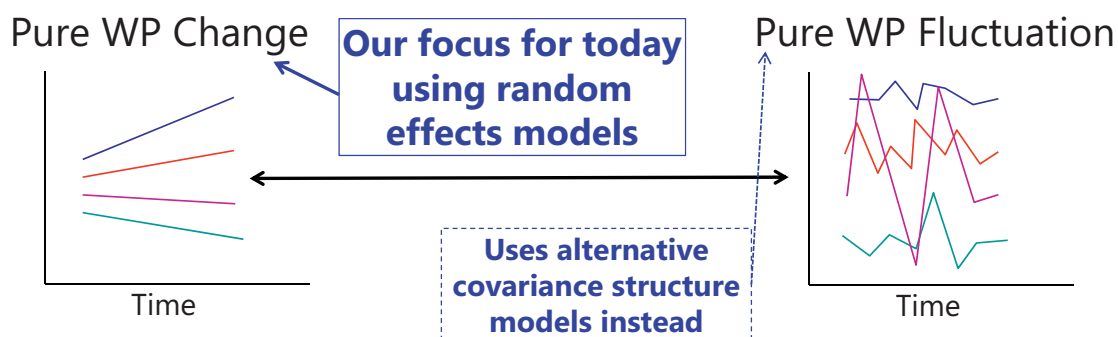 Pure WP Change
Our focus for today
using random
effects models
Pure WP Fluctuation
Uses alternative
covariance structure
models instead
Time
Time